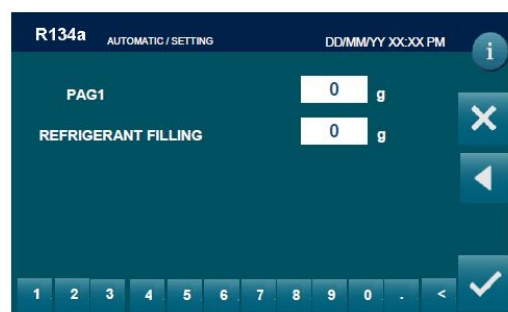 R134a AUTOMATIC / SETTING DD/MM/YY XX:XX PM
i
PAG1 0 g
REFRIGERANT FILLING 0 g
1 2 3 4 5 6 7 8 9 0 . <